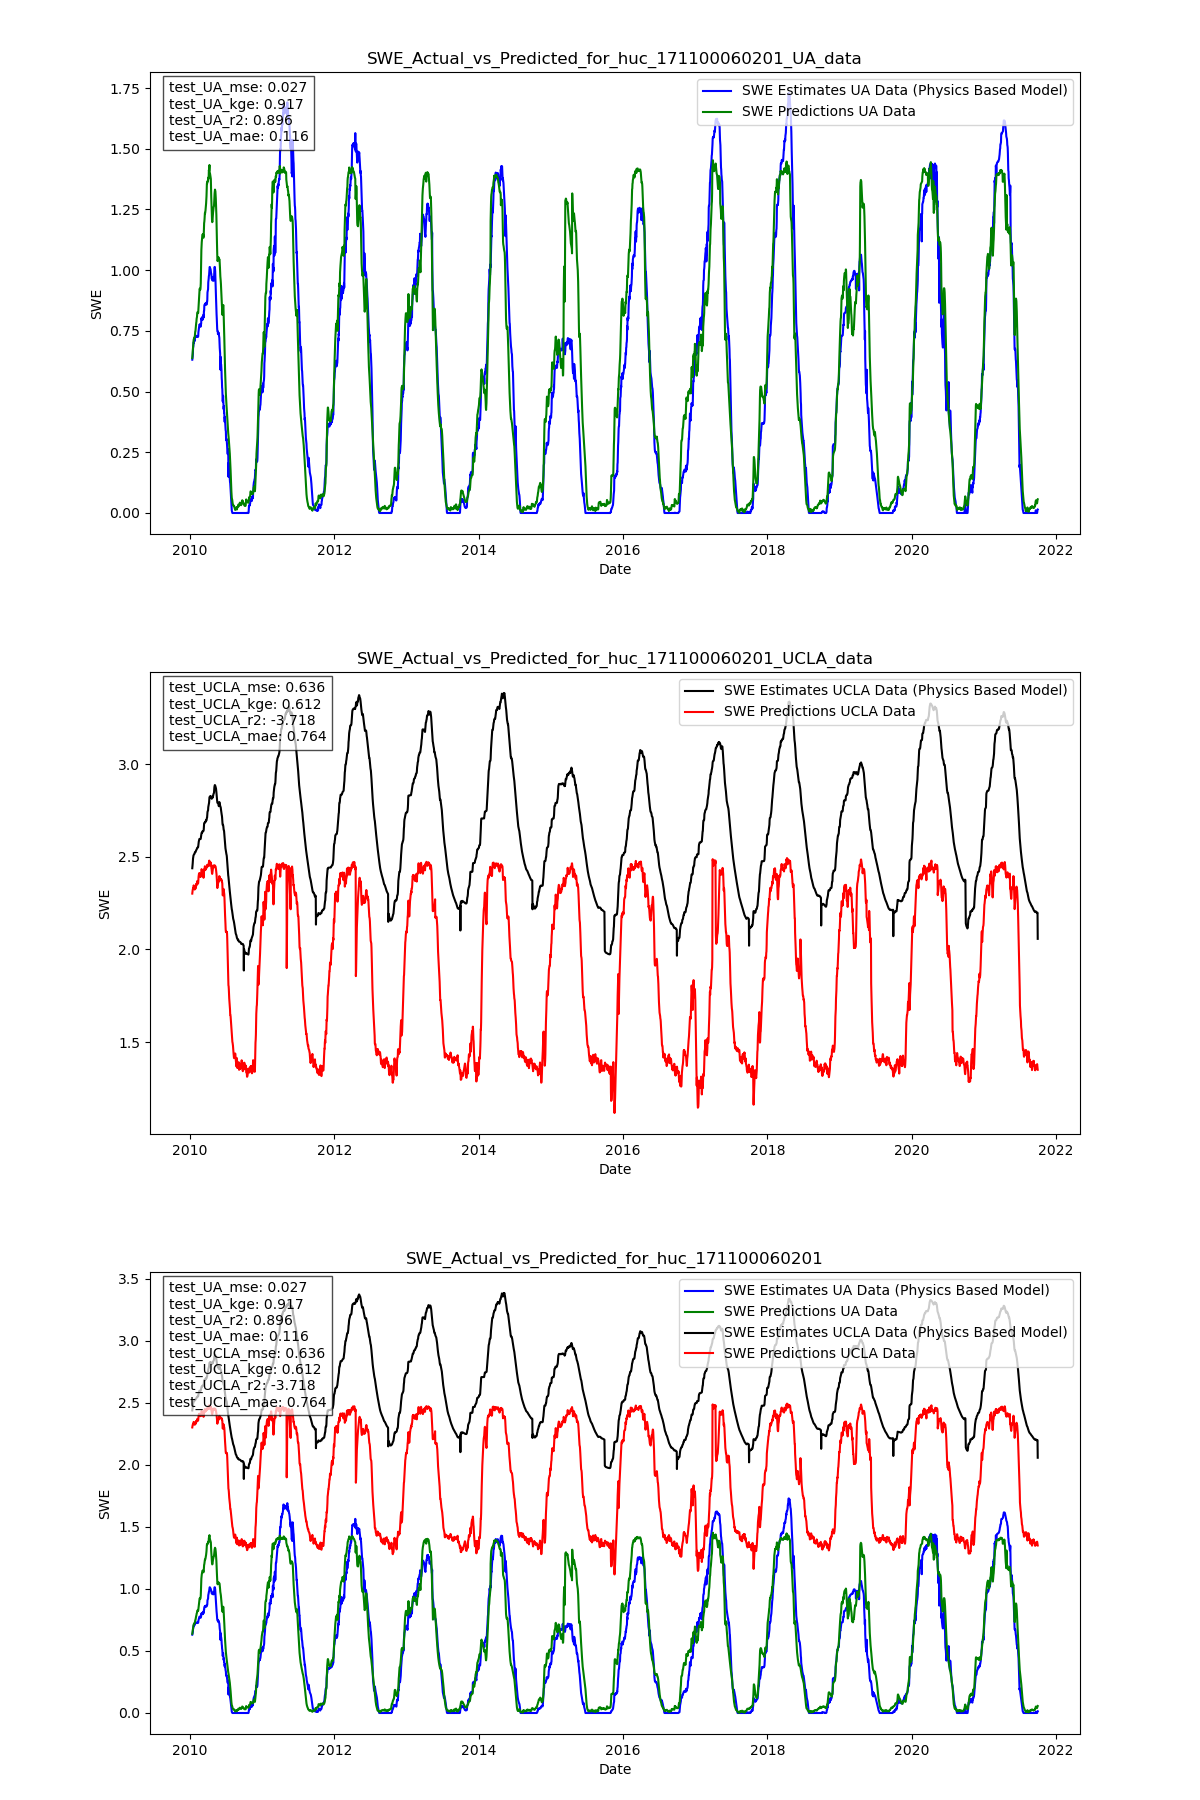 SWE_Actual_vs_Predicted_for_huc_171100060201_UA_data
test_UA_mse: 0.027
test_UA_kge: 0.917
test_UA_r2: 0.896
test_UA_mae: 0.116
SWE Estimates UA Data (Physics Based Model)
SWE Predictions UA Data
1.75
1.50
1.25
1.00
0.75
0.50
0.25
0.00
SWE
2010 2012 2014 2016 2018 2020 2022
Date
SWE_Actual_vs_Predicted_for_huc_171100060201_UCLA_data
test_UCLA_mse: 0.636
test_UCLA_kge: 0.612
test_UCLA_r2: -3.718
test_UCLA_mae: 0.764
SWE Estimates UCLA Data (Physics Based Model)
SWE Predictions UCLA Data
3.0
2.5
2.0
1.5
SWE
2010 2012 2014 2016 2018 2020 2022
Date
SWE_Actual_vs_Predicted_for_huc_171100060201
test_UA_mse: 0.027
test_UA_kge: 0.917
test_UA_r2: 0.896
test_UA_mae: 0.116
test_UCLA_mse: 0.636
test_UCLA_kge: 0.612
test_UCLA_r2: -3.718
test_UCLA_mae: 0.764
SWE Estimates UA Data (Physics Based Model)
SWE Predictions UA Data
SWE Estimates UCLA Data (Physics Based Model)
SWE Predictions UCLA Data
3.5
3.0
2.5
2.0
1.5
1.0
0.5
0.0
SWE
2010 2012 2014 2016 2018 2020 2022
Date